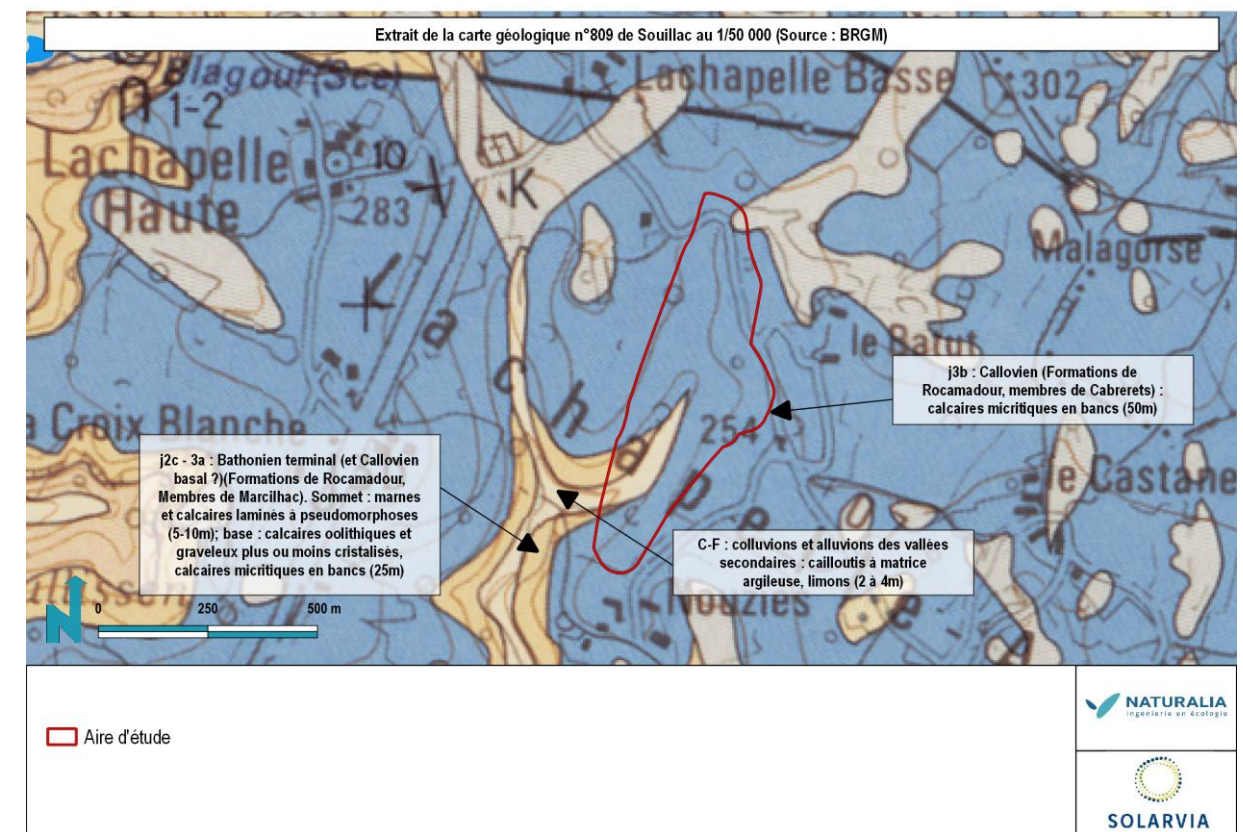 Extrait de la carte géologique n°809 de Souillac au 1/50 000 (Source : BRGM)
Blagour (Sce)
Lachapelle Basse
302
1-2
Lachapelle
10
Haute
283
K
Malagorse
le Batut
j3b : Callovien (Formations de
Rocamadour, membres de Cabrerets) :
calcaires micritiques en bancs (50m)
a
c
h
a
p
e
254
Croix Blanche
le Castane
j2c - 3a : Bathonien terminal (et Callovien
basal ?)(Formations de Rocamadour,
Membres de Marcilhac). Sommet : marnes
et calcaires laminés à pseudomorphoses
(5-10m); base : calcaires oolithiques et
graveleux plus ou moins cristalisés,
calcaires micritiques en bancs (25m)
C-F : colluvions et alluvions des vallées
secondaires : cailloutis à matrice
argileuse, limons (2 à 4m)
Nouziès
N
0 250 500 m
Aire d'étude
NATURALIA
ingénierie en écologie
SOLARVIA